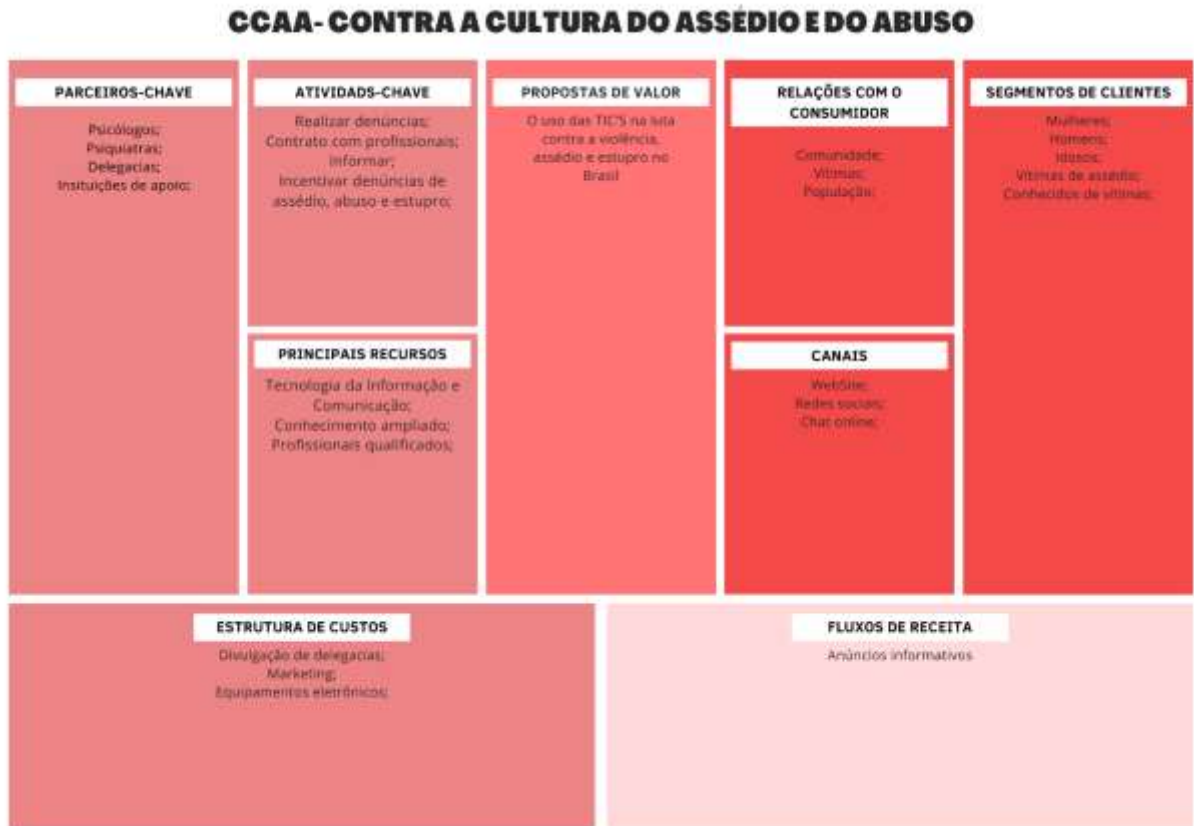 CCAA- CONTRA A CULTURA DO ASSÉDIO E DO ABUSO
PARCEIROS-CHAVE
Psicólogos;
Psiquiatras;
Delegacias;
Insituições de apoio;
ATIVIDADS-CHAVE
Realizar denúncias;
Contrato com profissionais;
Informar;
Incentivar denúncias de
assédio, abuso e estupro;
PRINCIPAIS RECURSOS
Tecnologia da Informação e
Comunicação;
Conhecimento ampliado;
Profissionais qualificados;
PROPOSTAS DE VALOR
O uso das TIC'S na luta
contra a violência,
assédio e estupro no
Brasil
RELAÇÕES COM O
CONSUMIDOR
Comunidade;
Vítimas;
População;
CANAIS
WebSite;
Redes sociais;
Chat online;
SEGMENTOS DE CLIENTES
Mulheres;
Homens;
Idosos;
Vítimas de assédio;
Conhecidos de vítimas;
ESTRUTURA DE CUSTOS
Divulgação de delegacias;
Marketing;
Equipamentos eletrônicos;
FLUXOS DE RECEITA
Anúncios informativos